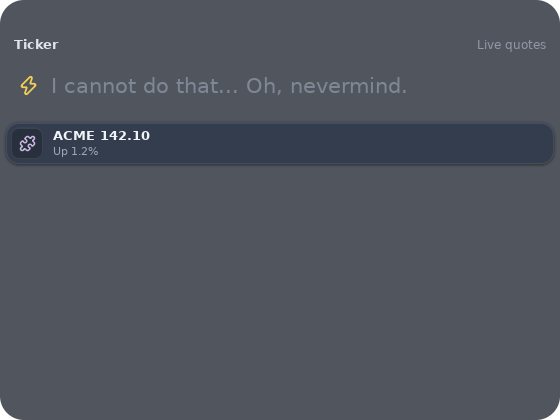 Ticker
Live quotes
I cannot do that... Oh, nevermind.
ACME 142.10
Up 1.2%